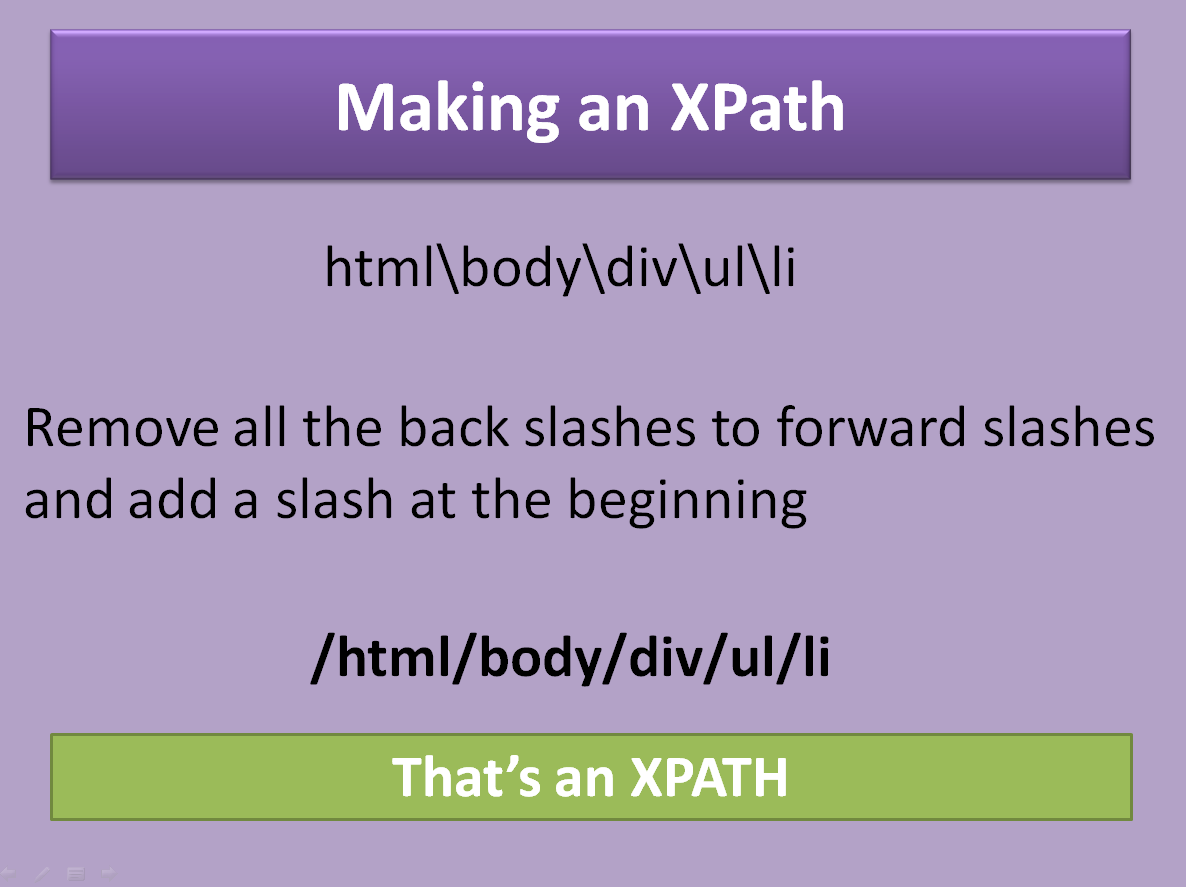 Making an XPath
html\body\div\ul\li
Remove all the back slashes to forward slashes
and add a slash at the beginning
/html/body/div/ul/li
That’s an XPATH